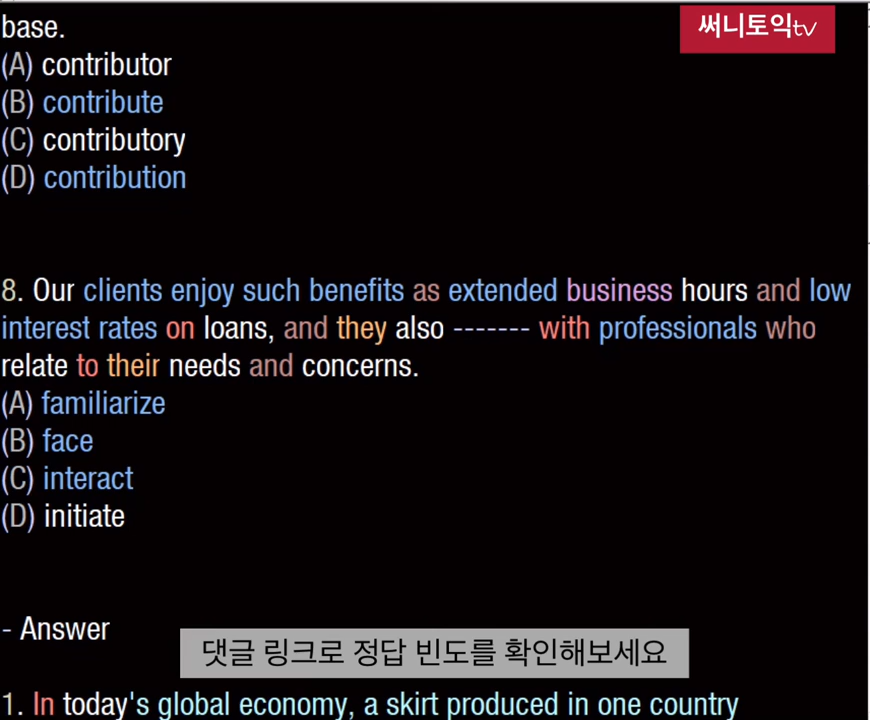 base.
써니토익tv
(A) contributor
(B) contribute
(C) contributory
(D) contribution
8. Our clients enjoy such benefits as extended business hours and low
interest rates on loans, and they also ------- with professionals who
relate to their needs and concerns.
(A) familiarize
(B) face
(C) interact
(D) initiate
- Answer
댓글 링크로 정답 빈도를 확인해보세요
1. In today's global economy, a skirt produced in one country